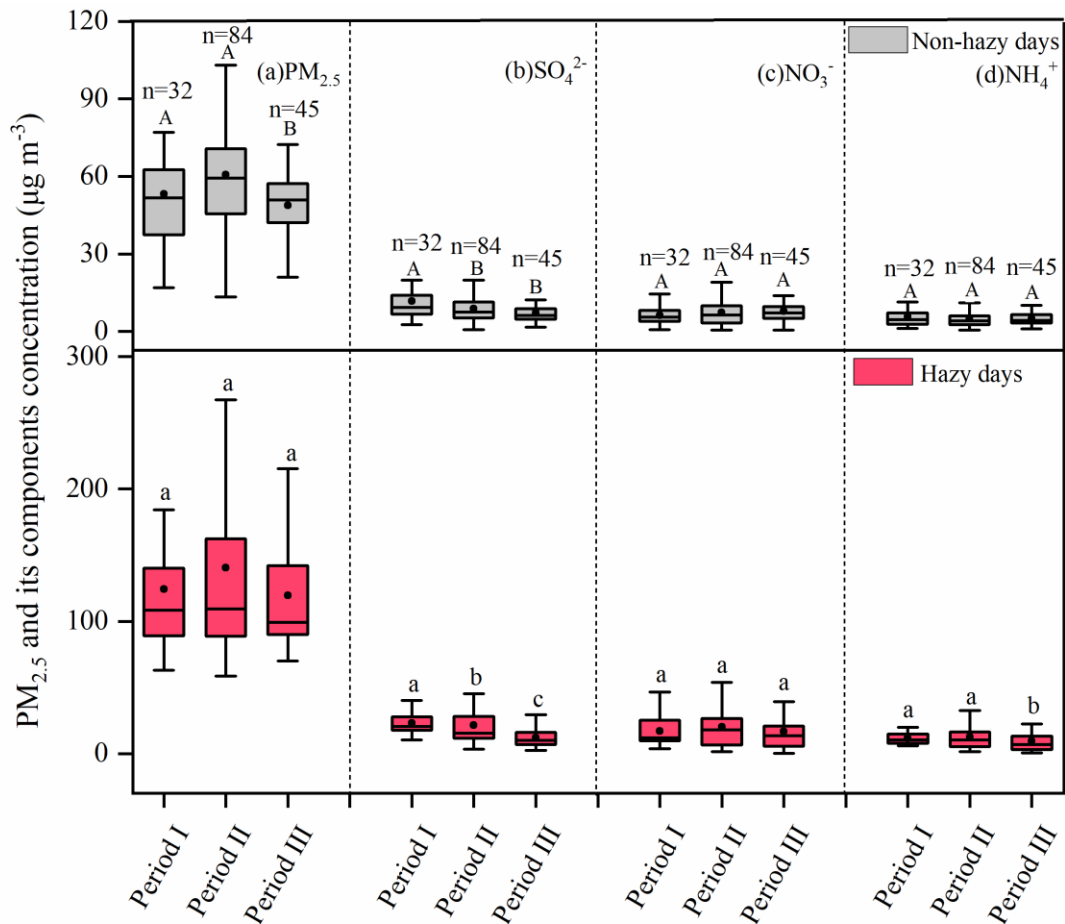 PM2.5 and its components concentration (μg m-3)
120
90
60
30
0
300
200
100
0
Non-hazy days
(a)PM2.5
n=32
A
n=84
A
n=45
B
(b)SO42-
n=32
A
n=84
B
n=45
B
(c)NO3-
n=32
A
n=84
A
n=45
A
(d)NH4+
n=32
A
n=84
A
n=45
A
Hazy days
a
a
a
a
b
c
a
a
a
a
a
b
Period I
Period II
Period III
Period I
Period II
Period III
Period I
Period II
Period III
Period I
Period II
Period III